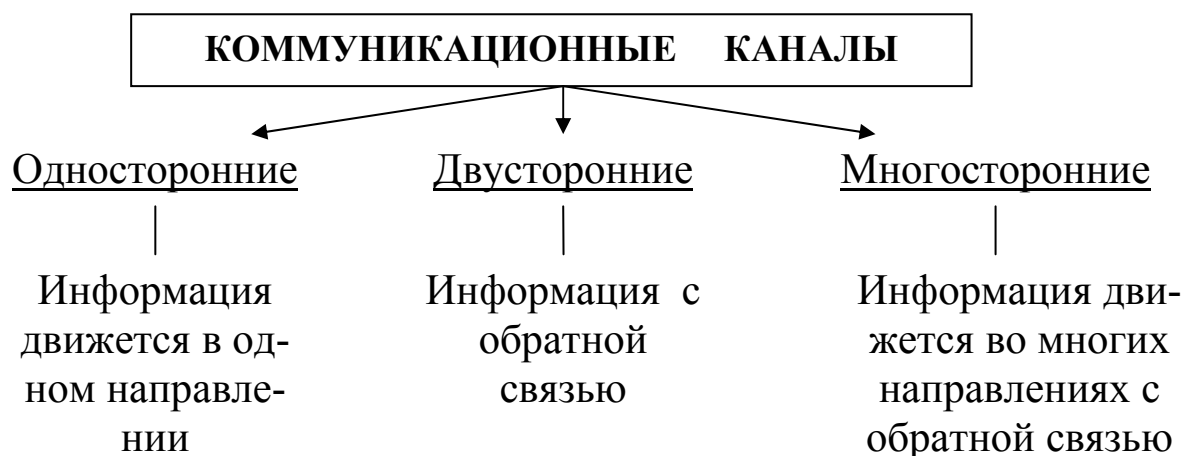 КОММУНИКАЦИОННЫЕ КАНАЛЫ
Односторонние
Двусторонние
Многосторонние
Информация
движется в од-
ном направле-
нии
Информация с
обратной
связью
Информация дви-
жется во многих
направлениях с
обратной связью